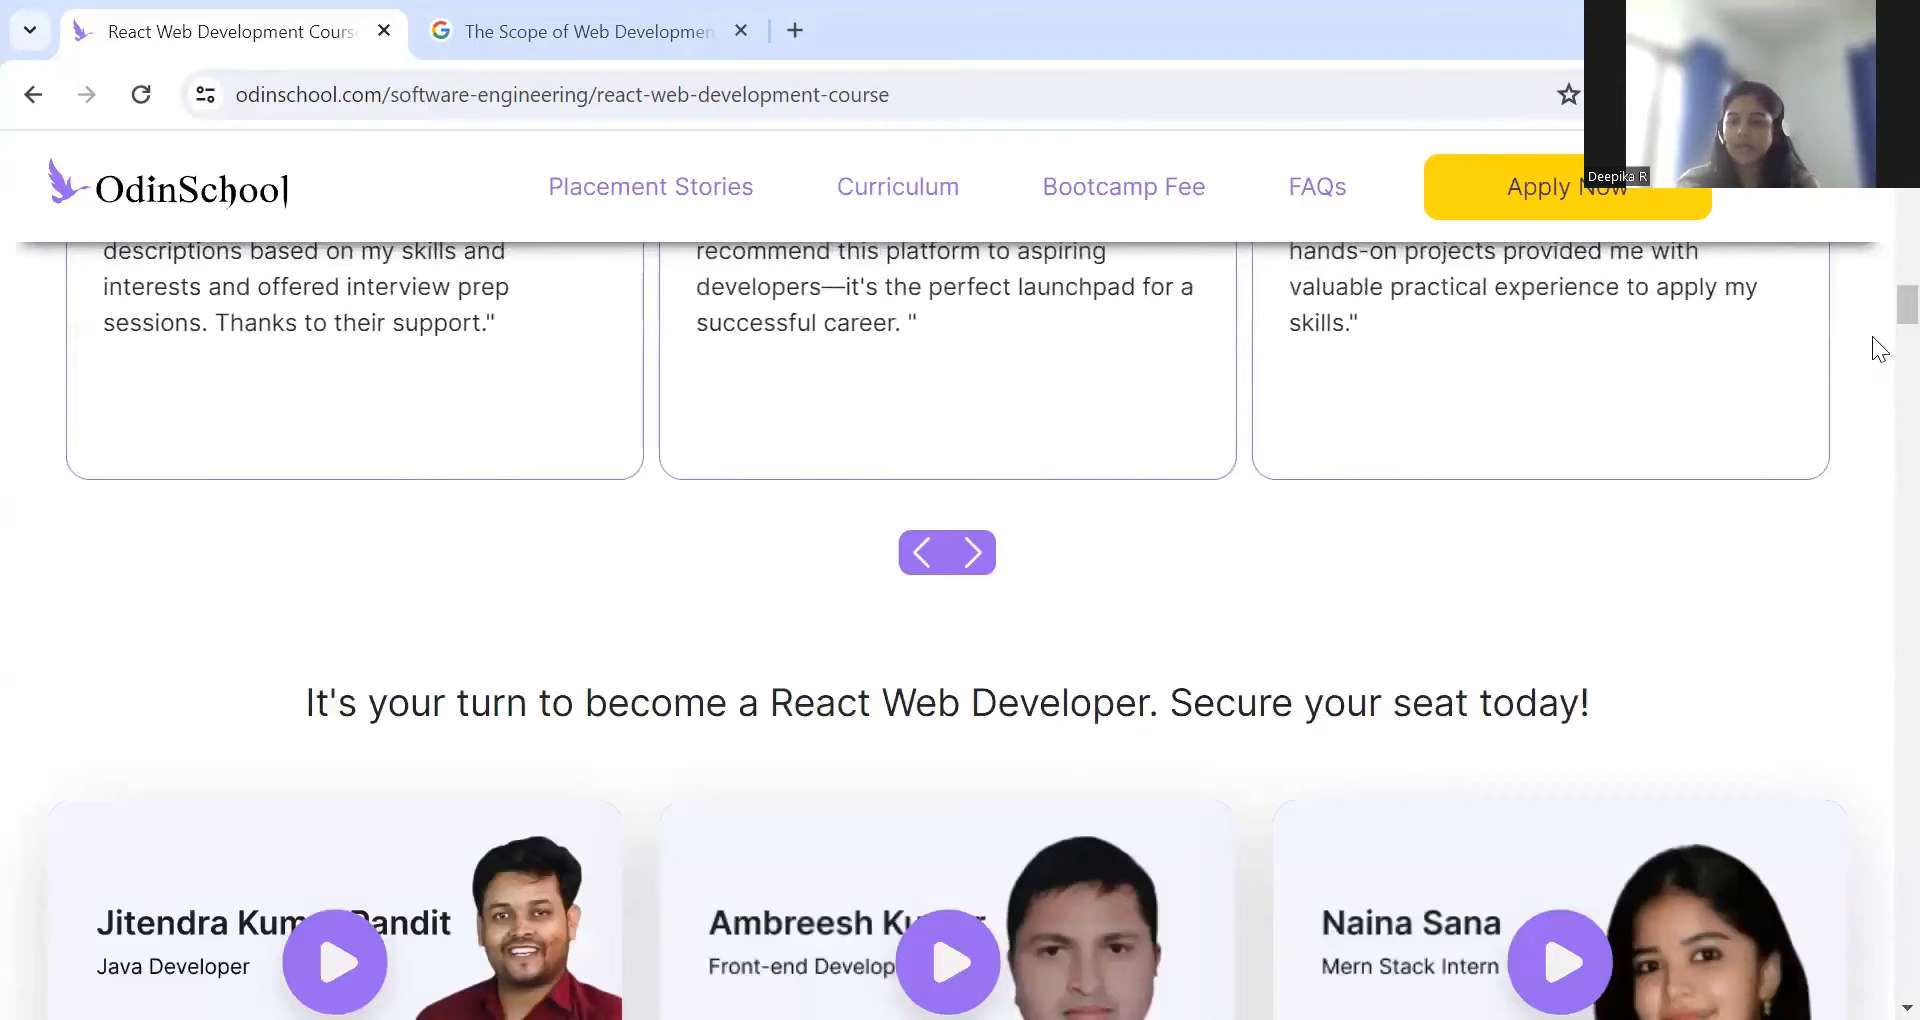 React Web Development Cours
The Scope of Web Developmen
odinschool.com/software-engineering/react-web-development-course
Deepika R
OdinSchool
Placement Stories
Curriculum
Bootcamp Fee
FAQs
Apply Now
descriptions based on my skills and
interests and offered interview prep
sessions. Thanks to their support."
recommend this platform to aspiring
developers—it's the perfect launchpad for a
successful career. "
hands-on projects provided me with
valuable practical experience to apply my
skills."
It's your turn to become a React Web Developer. Secure your seat today!
Jitendra Kumar Pandit
Java Developer
Ambreesh Kumar
Front-end Develop
Naina Sana
Mern Stack Intern